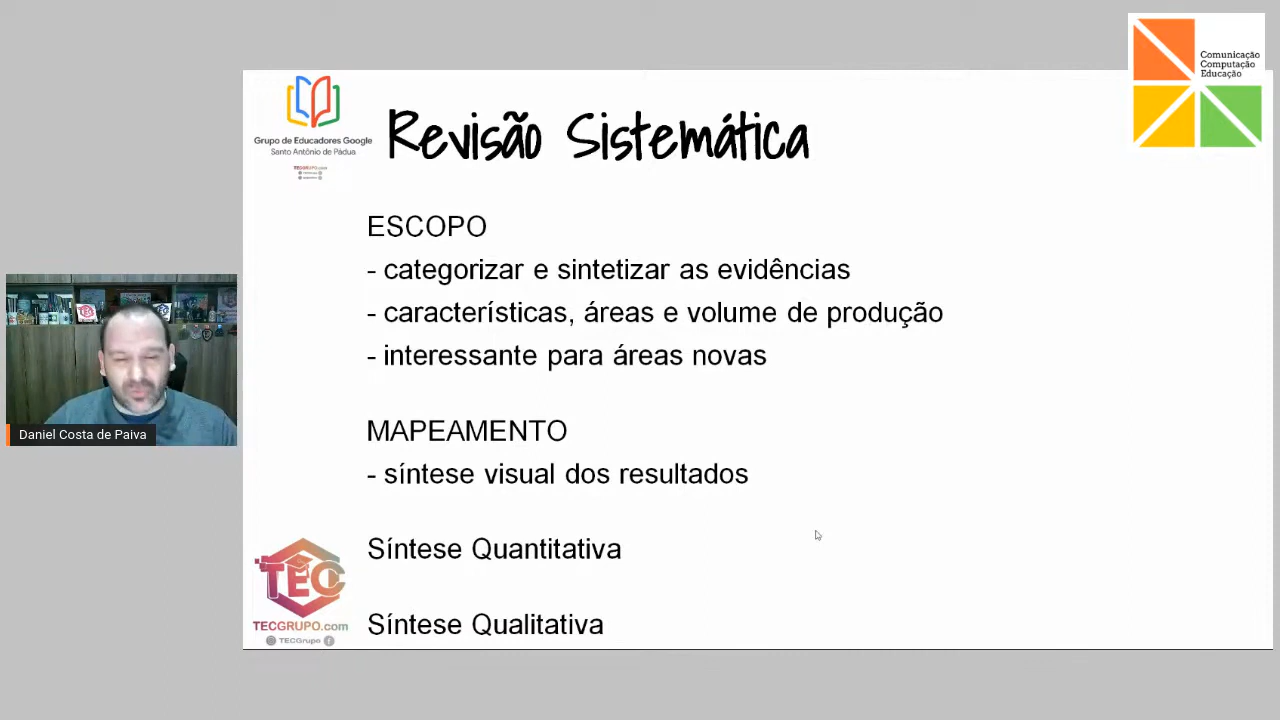 Comunicação
Computação
Educação
Grupo de Educadores Google
Santo Antônio de Pádua
TECGRUPO.com
Revisão Sistemática
ESCOPO
- categorizar e sintetizar as evidências
- características, áreas e volume de produção
- interessante para áreas novas
MAPEAMENTO
- síntese visual dos resultados
Síntese Quantitativa
Síntese Qualitativa
Daniel Costa de Paiva
TEC
TECGRUPO.com
TECGrupo